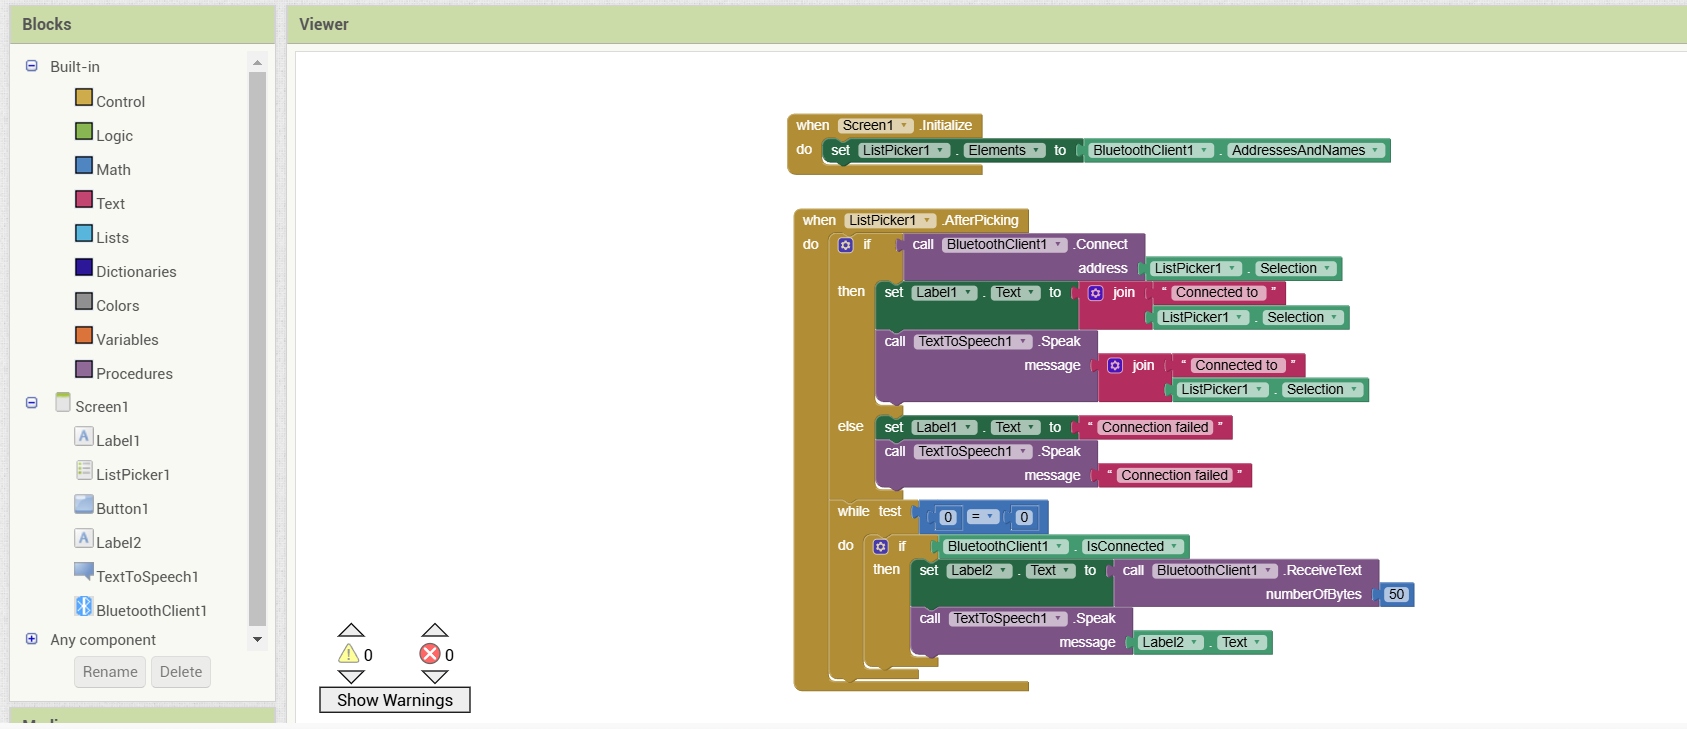 Blocks
Viewer
Built-in
Control
Logic
Math
Text
Lists
Dictionaries
Colors
Variables
Procedures
Screen1
Label1
ListPicker1
Button1
Label2
TextToSpeech1
BluetoothClient1
Any component
Rename Delete
when Screen1 .Initialize
do set ListPicker1 . Elements to BluetoothClient1 . AddressesAndNames
when ListPicker1 .AfterPicking
do if call BluetoothClient1 .Connect
address ListPicker1 . Selection
then set Label1 . Text to join “ Connected to ”
ListPicker1 . Selection
call TextToSpeech1 .Speak
message join “ Connected to ”
ListPicker1 . Selection
else set Label1 . Text to “ Connection failed ”
call TextToSpeech1 .Speak
message “ Connection failed ”
while test 0 = 0
do if BluetoothClient1 . IsConnected
then set Label2 . Text to call BluetoothClient1 .ReceiveText
numberOfBytes 50
call TextToSpeech1 .Speak
message Label2 . Text
0 0
Show Warnings